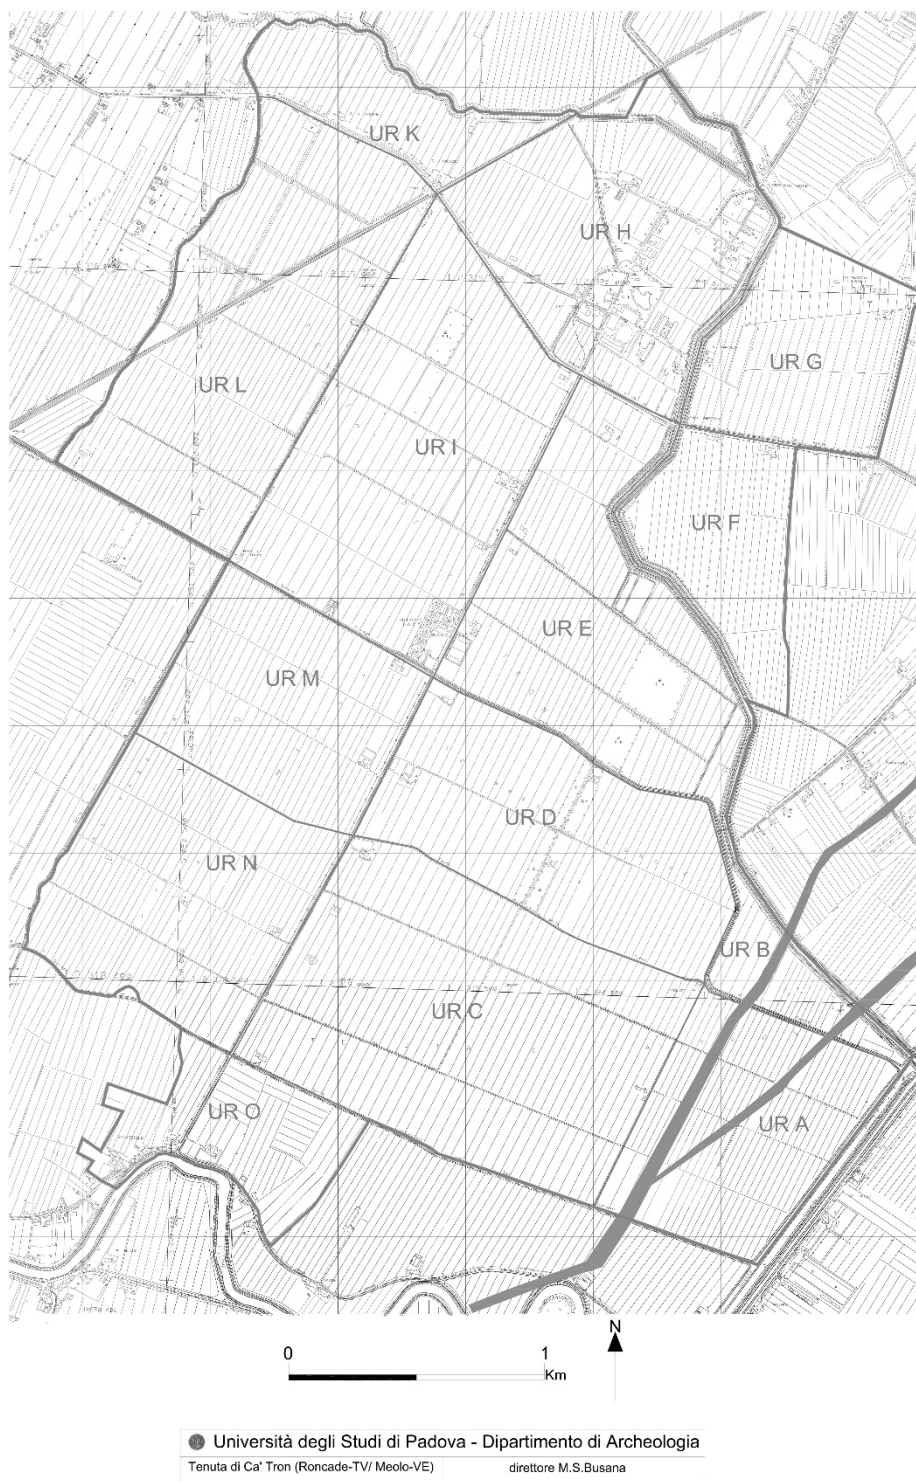 UR K
UR H
UR G
UR L
UR I
UR F
UR E
UR M
UR D
UR N
UR B
UR C
UR O
UR A
N
0 1
Km
Università degli Studi di Padova - Dipartimento di Archeologia
Tenuta di Ca' Tron (Roncade-TV/ Meolo-VE) direttore M.S.Busana